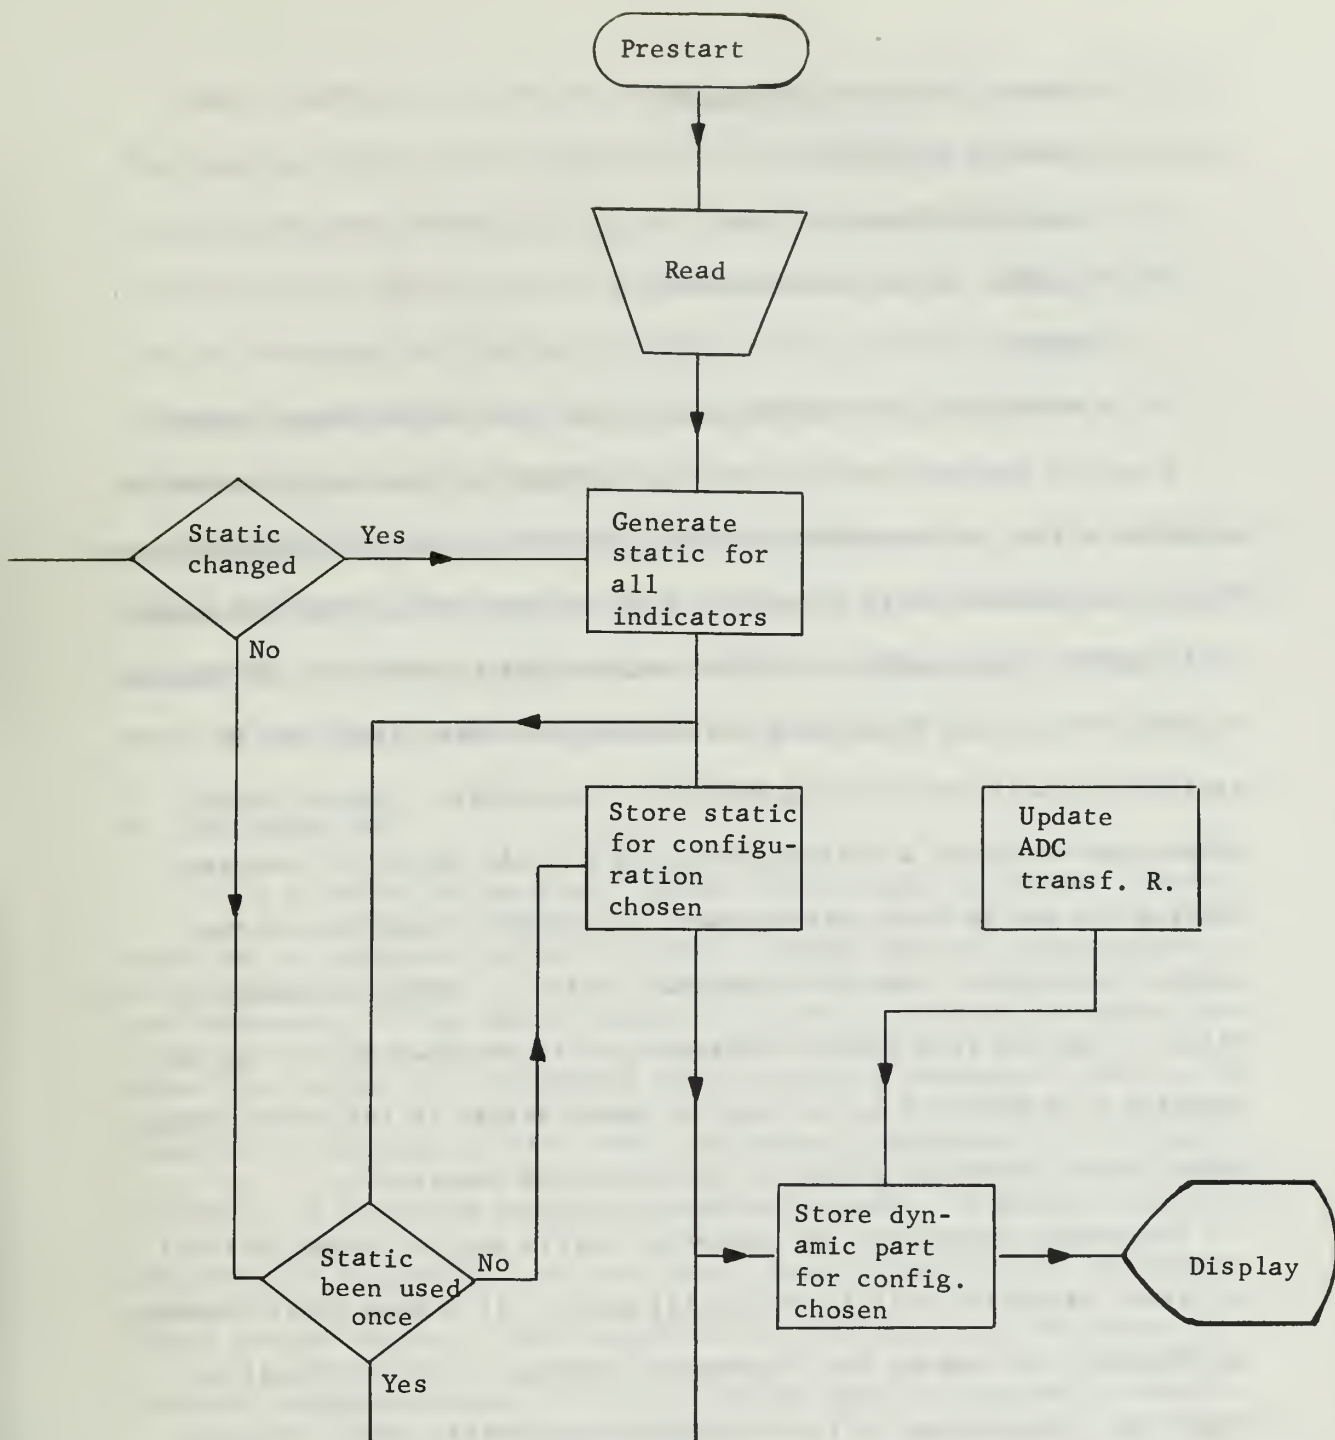 Prestart
Read
Static
changed
Yes
No
Generate
static for
all
indicators
Store static
for configu-
ration
chosen
Update
ADC
transf. R.
Static
been used
once
No
Yes
Store dyn-
amic part
for config.
chosen
Display